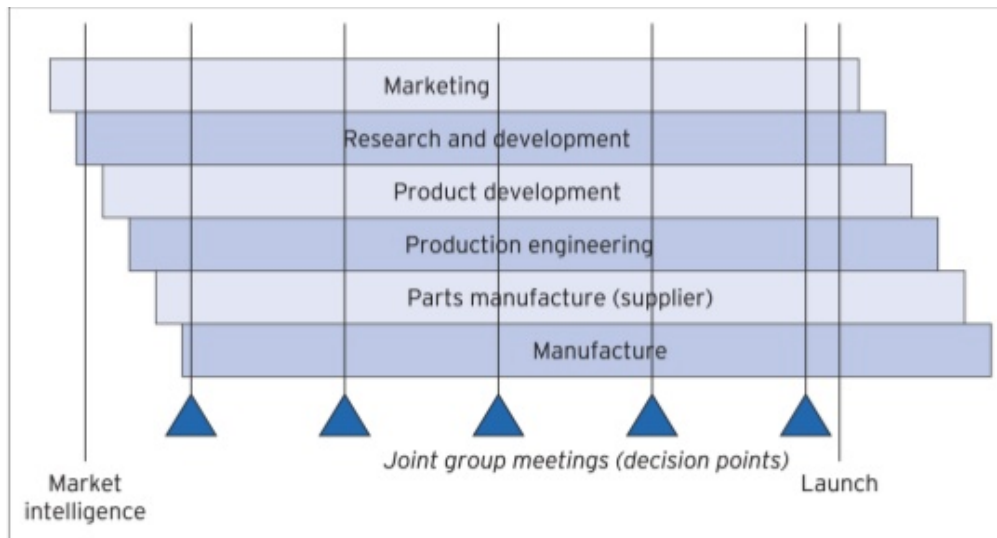 Marketing
Research and development
Product development
Production engineering
Parts manufacture (supplier)
Manufacture
Joint group meetings (decision points)
Market
intelligence
Launch